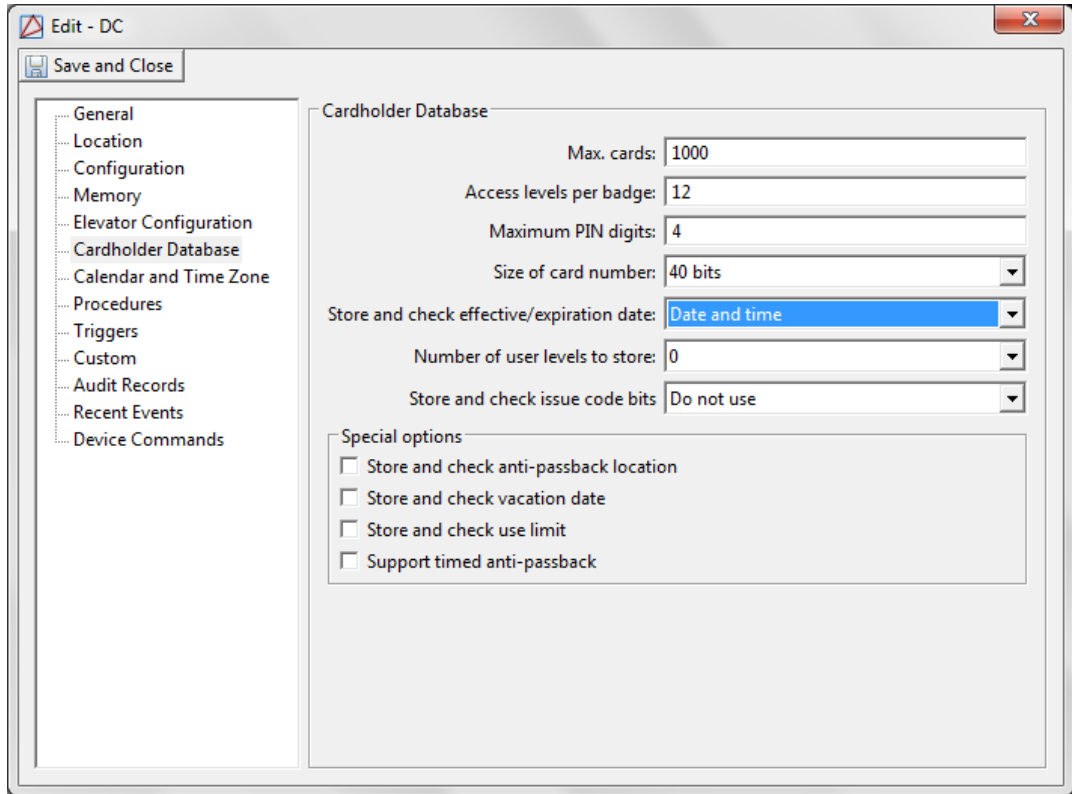 Edit - DC
Save and Close
General
Location
Configuration
Memory
Elevator Configuration
Cardholder Database
Calendar and Time Zone
Procedures
Triggers
Custom
Audit Records
Recent Events
Device Commands
Cardholder Database
Max. cards: 1000
Access levels per badge: 12
Maximum PIN digits: 4
Size of card number: 40 bits
Store and check effective/expiration date: Date and time
Number of user levels to store: 0
Store and check issue code bits Do not use
Special options
Store and check anti-passback location
Store and check vacation date
Store and check use limit
Support timed anti-passback